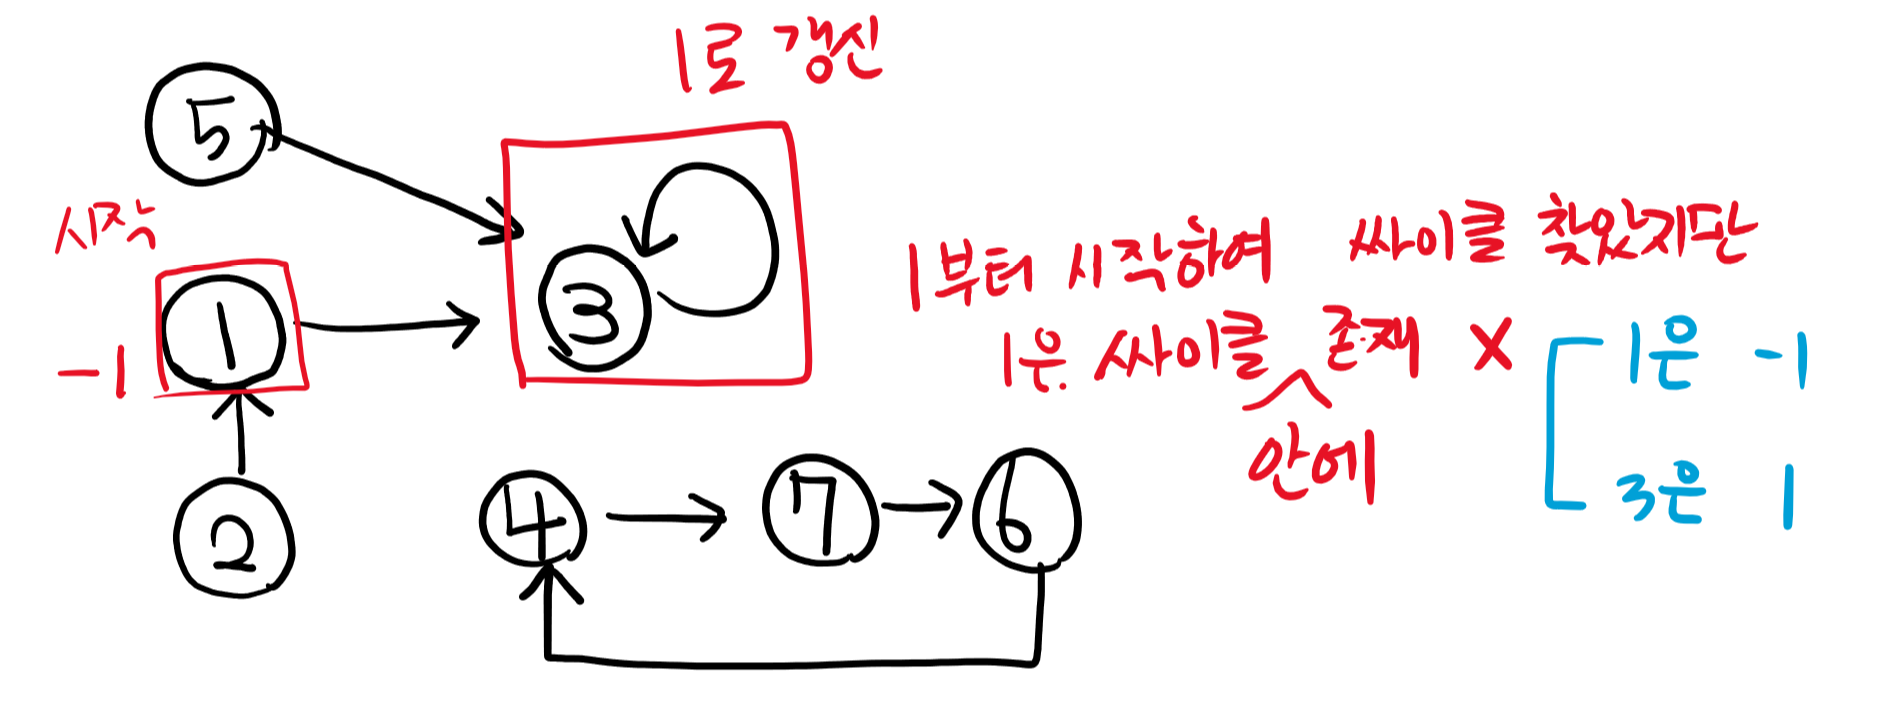 1로 갱신
5
시작
1부터 시작하여 싸이클 찾았지만
3
1
-1
1은 싸이클 존재 X
안에
1은 -1
3은 1
4
7
6
2